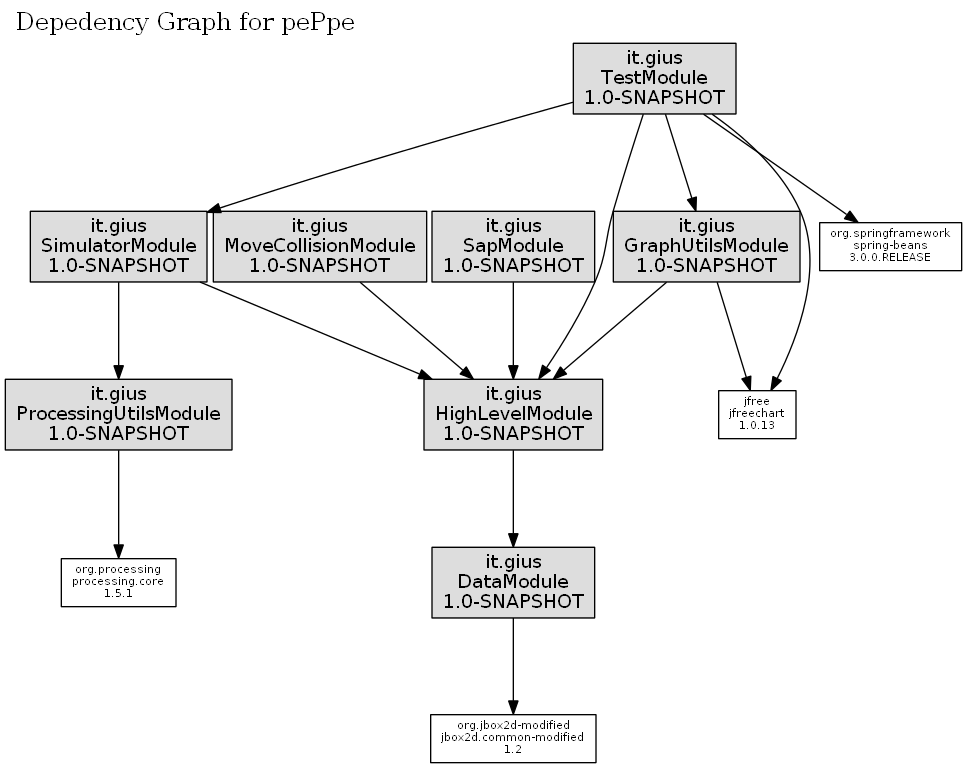 Depedency Graph for pePpe
it.gius
TestModule
1.0-SNAPSHOT
it.gius
SimulatorModule
1.0-SNAPSHOT
it.gius
MoveCollisionModule
1.0-SNAPSHOT
it.gius
SapModule
1.0-SNAPSHOT
it.gius
GraphUtilsModule
1.0-SNAPSHOT
org.springframework
spring-beans
3.0.0.RELEASE
it.gius
ProcessingUtilsModule
1.0-SNAPSHOT
it.gius
HighLevelModule
1.0-SNAPSHOT
jfree
jfreechart
1.0.13
org.processing
processing.core
1.5.1
it.gius
DataModule
1.0-SNAPSHOT
org.jbox2d-modified
jbox2d.common-modified
1.2